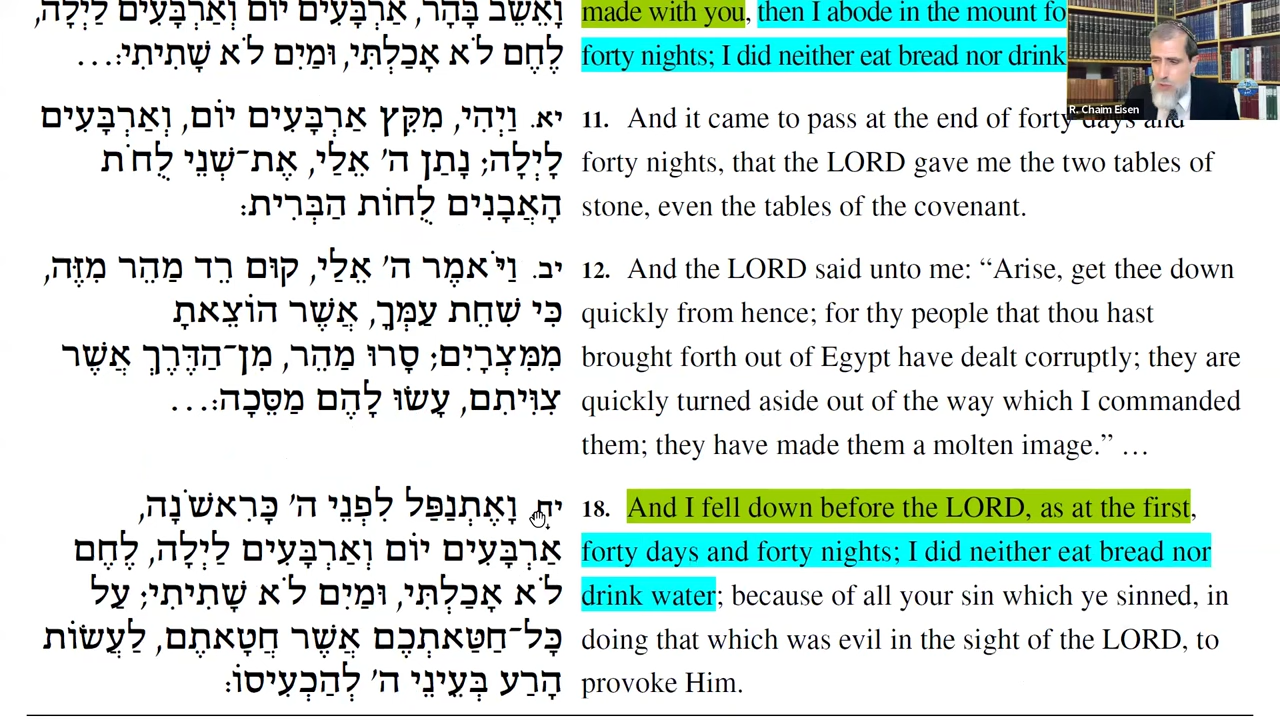 וָאֵשֵׁב בָּהָר, אַרְבָּעִים יוֹם וְאַרְבָּעִים לַיְלָה,
לֶחֶם לֹא אָכַלְתִּי, וּמַיִם לֹא שָׁתִיתִי:…
יא. וַיְהִי, מִקֵּץ אַרְבָּעִים יוֹם, וְאַרְבָּעִים
לָיְלָה; נָתַן ה' אֵלַי, אֶת־שְׁנֵי לֻחֹת
הָאֲבָנִים לֻחוֹת הַבְּרִית:
יב. וַיֹּאמֶר ה' אֵלַי, קוּם רֵד מַהֵר מִזֶּה,
כִּי שִׁחֵת עַמְּךָ, אֲשֶׁר הוֹצֵאתָ
מִמִּצְרָיִם; סָרוּ מַהֵר, מִן־הַדֶּרֶךְ אֲשֶׁר
צִוִּיתִם, עָשׂוּ לָהֶם מַסֵּכָה:…
יח. וָאֶתְנַפַּל לִפְנֵי ה' כָּרִאשֹׁנָה,
אַרְבָּעִים יוֹם וְאַרְבָּעִים לַיְלָה, לֶחֶם
לֹא אָכַלְתִּי, וּמַיִם לֹא שָׁתִיתִי; עַל
כָּל־חַטַּאתְכֶם אֲשֶׁר חֲטָאתֶם, לַעֲשׂוֹת
הָרַע בְּעֵינֵי ה' לְהַכְעִיסוֹ:
made with you, then I abode in the mount fo
forty nights; I did neither eat bread nor drink
11. And it came to pass at the end of forty days and
forty nights, that the LORD gave me the two tables of
stone, even the tables of the covenant.
12. And the LORD said unto me: “Arise, get thee down
quickly from hence; for thy people that thou hast
brought forth out of Egypt have dealt corruptly; they are
quickly turned aside out of the way which I commanded
them; they have made them a molten image.” …
18. And I fell down before the LORD, as at the first,
forty days and forty nights; I did neither eat bread nor
drink water; because of all your sin which ye sinned, in
doing that which was evil in the sight of the LORD, to
provoke Him.
R. Chaim Eisen